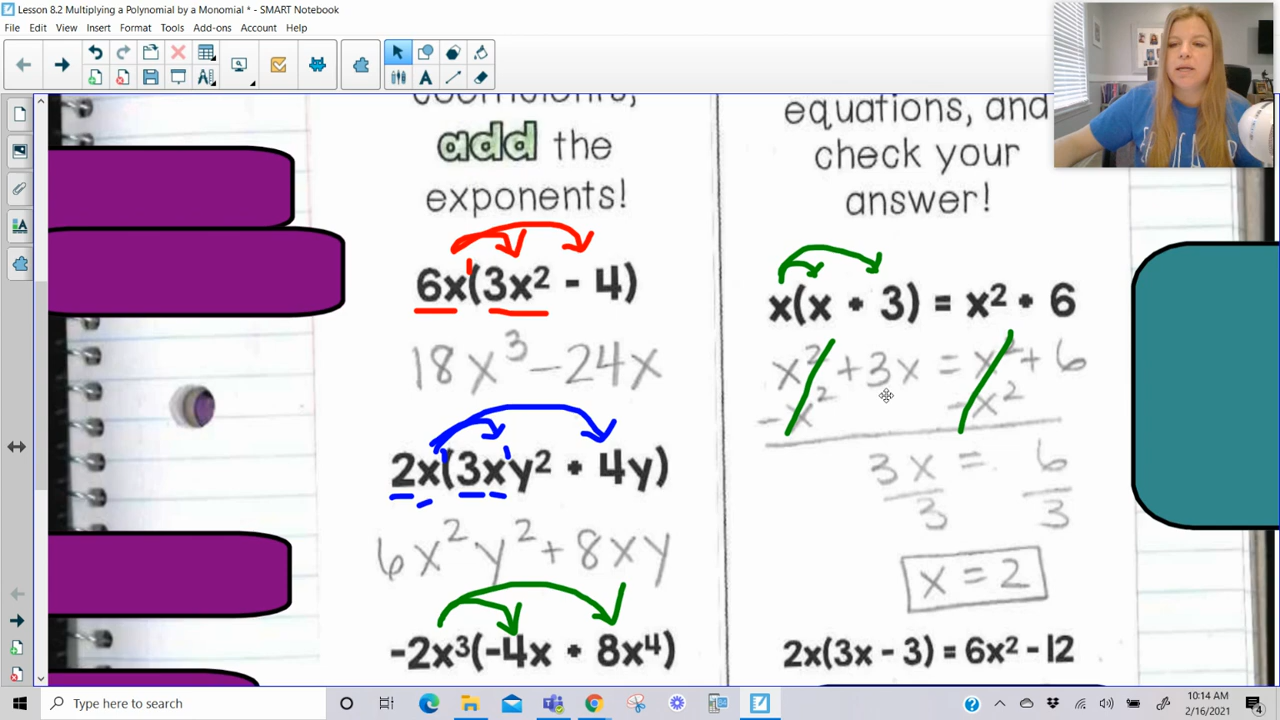 Lesson 8.2 Multiplying a Polynomial by a Monomial * - SMART Notebook
File Edit View Insert Format Tools Add-ons Account Help
coefficients,
add the
exponents!
6x(3x² - 4)
18x³ - 24x
2x(3xy² + 4y)
6x²y² + 8xy
-2x³(-4x + 8x⁴)
equations, and
check your
answer!
x(x + 3) = x² + 6
x² + 3x = x² + 6
-x² -x²
3x = 6
3 3
x = 2
2x(3x - 3) = 6x² - 12
Type here to search
10:14 AM
2/16/2021
4